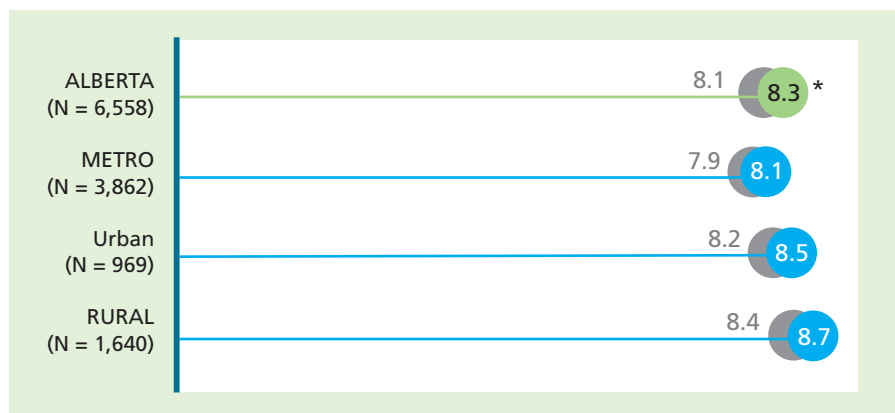 ALBERTA
(N = 6,558)
8.1
8.3 *
METRO
(N = 3,862)
7.9
8.1
Urban
(N = 969)
8.2
8.5
RURAL
(N = 1,640)
8.4
8.7